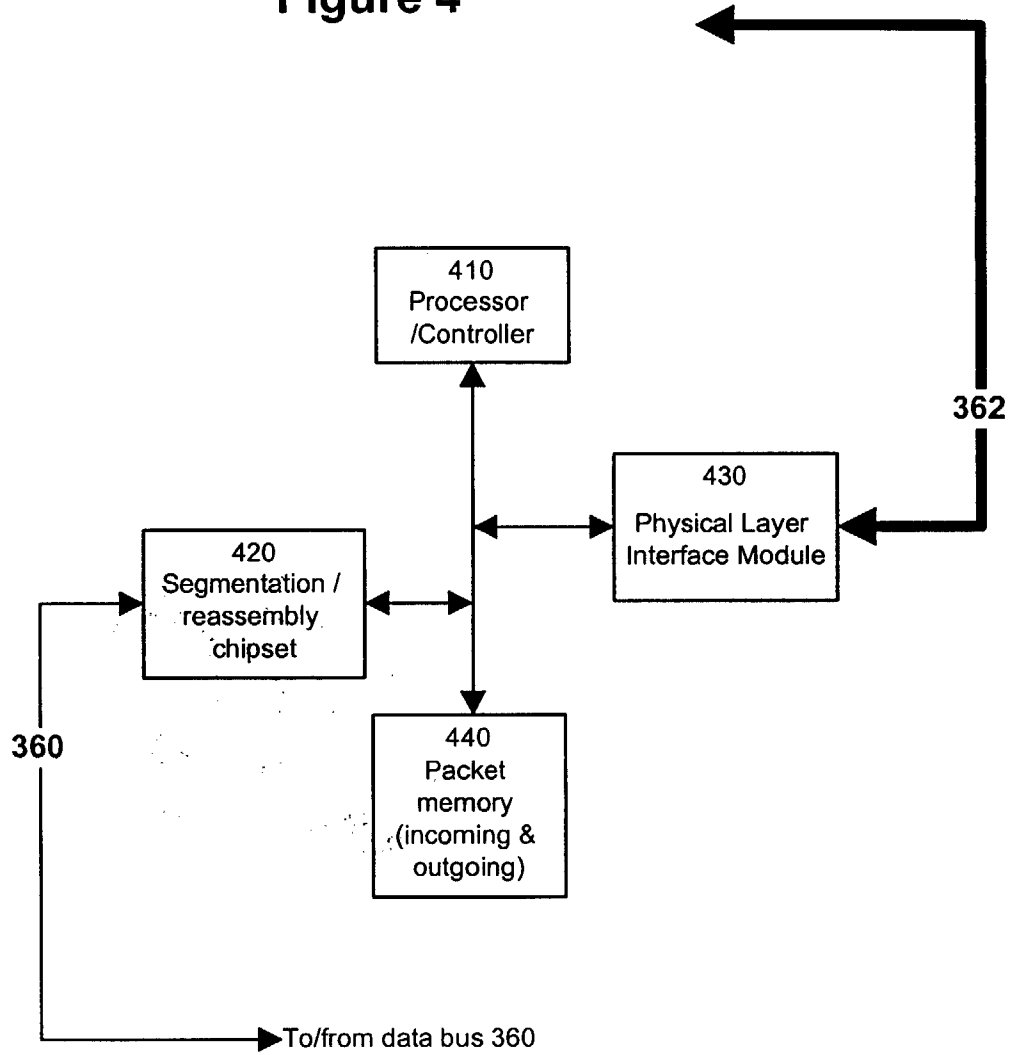 Figure 4
410
Processor
/Controller
362
430
Physical Layer
Interface Module
420
Segmentation /
reassembly
chipset
360
440
Packet
memory
(incoming &
outgoing)
To/from data bus 360